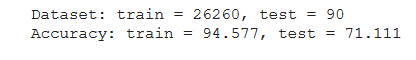 Dataset: train = 26260, test = 90
Accuracy: train = 94.577, test = 71.111